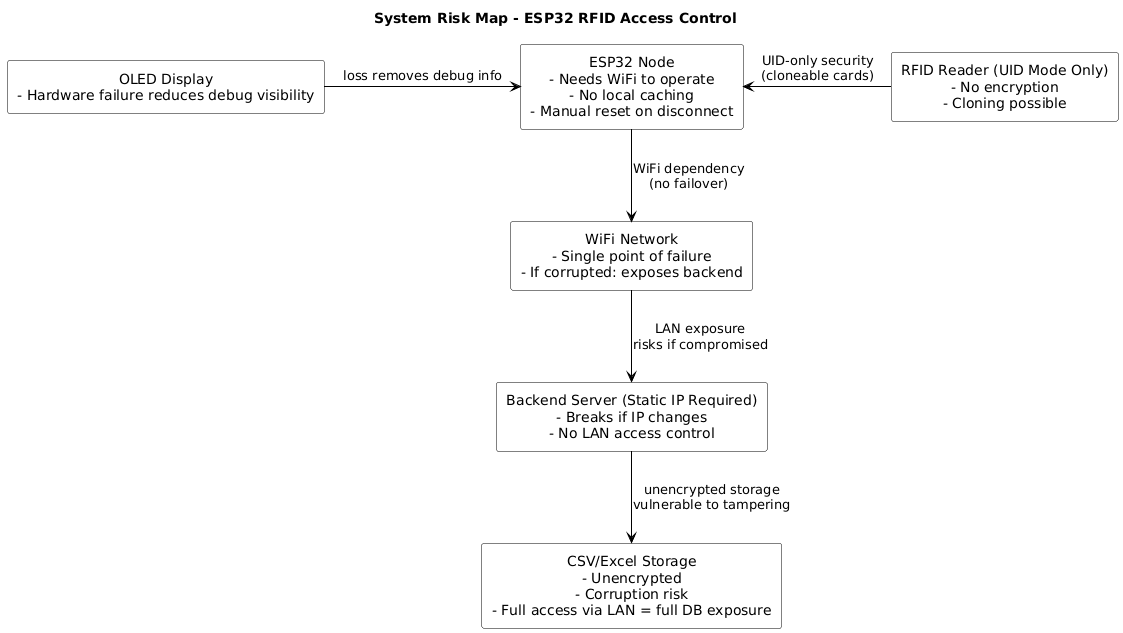 System Risk Map - ESP32 RFID Access Control
OLED Display
- Hardware failure reduces debug visibility
loss removes debug info
ESP32 Node
- Needs WiFi to operate
- No local caching
- Manual reset on disconnect
UID-only security
(cloneable cards)
RFID Reader (UID Mode Only)
- No encryption
- Cloning possible
WiFi dependency
(no failover)
WiFi Network
- Single point of failure
- If corrupted: exposes backend
LAN exposure
risks if compromised
Backend Server (Static IP Required)
- Breaks if IP changes
- No LAN access control
unencrypted storage
vulnerable to tampering
CSV/Excel Storage
- Unencrypted
- Corruption risk
- Full access via LAN = full DB exposure